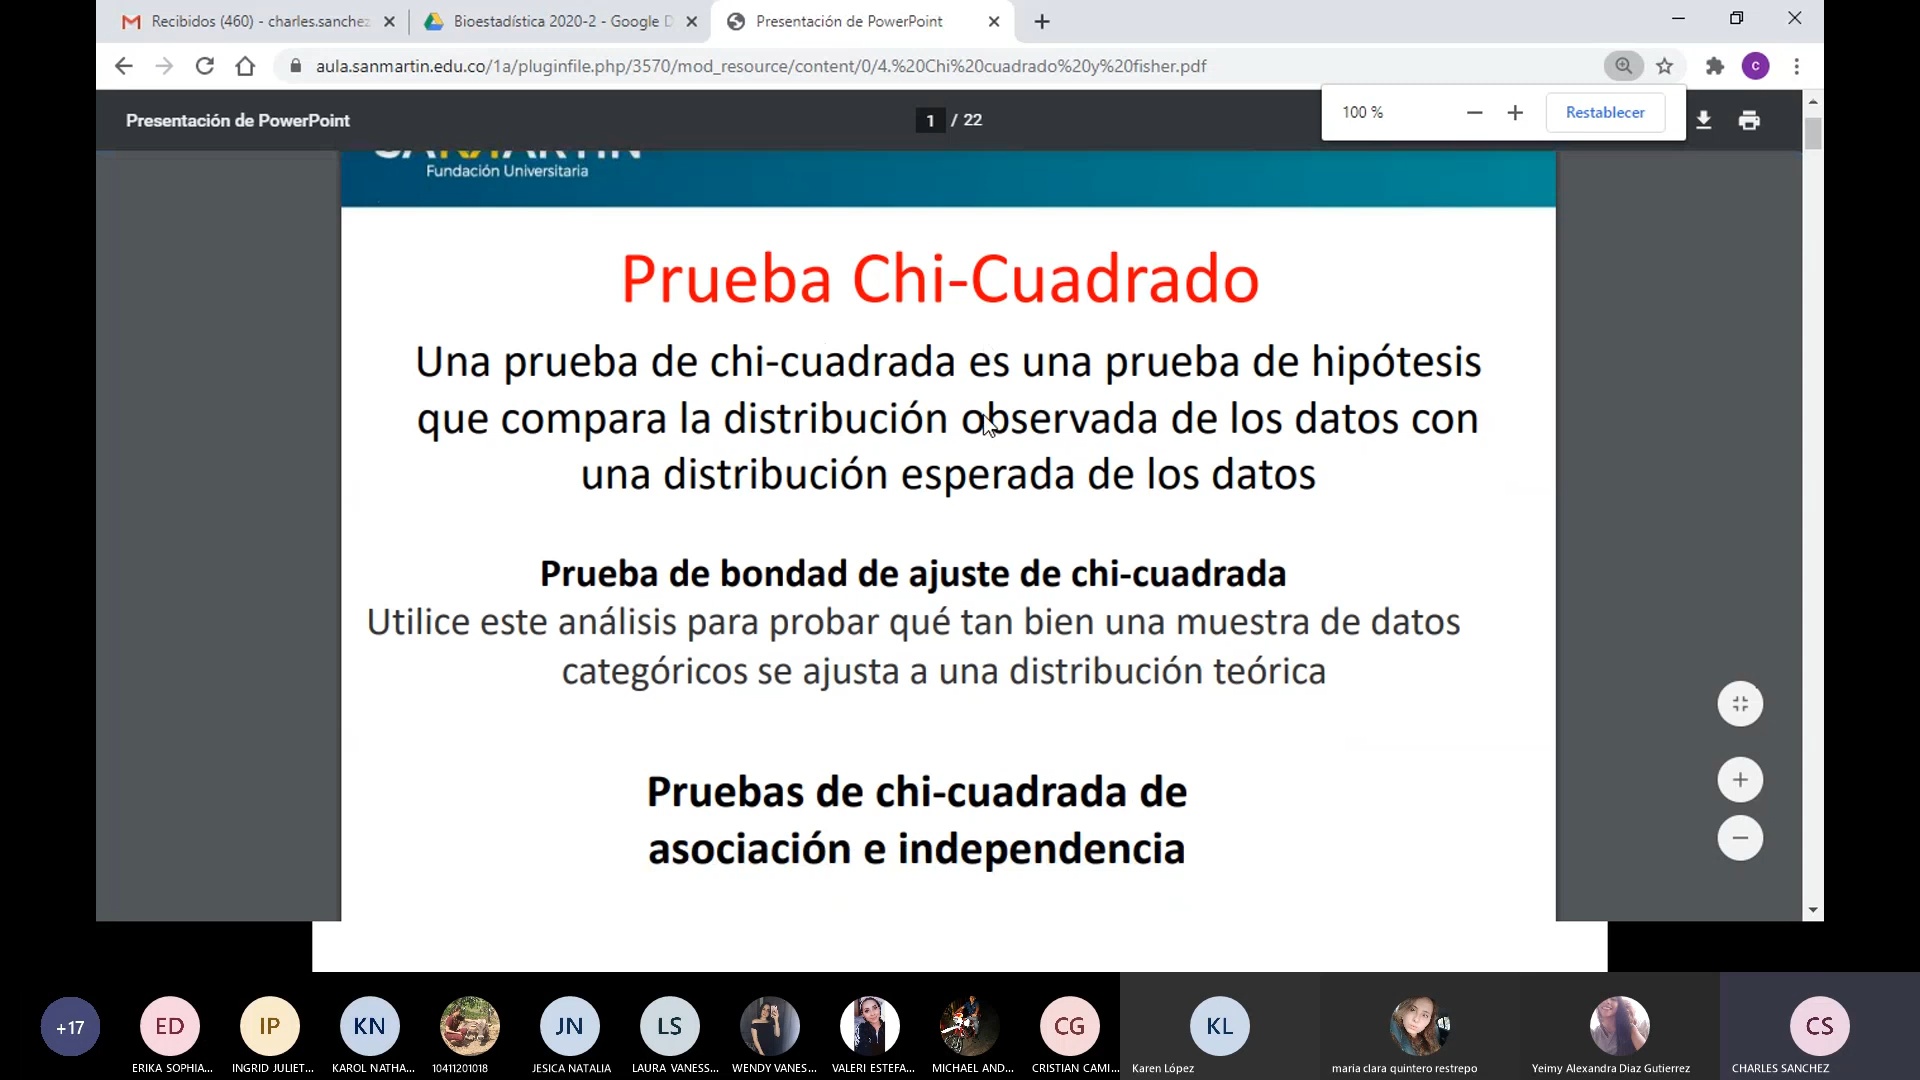 Recibidos (460) - charles.sanchez
Bioestadística 2020-2 - Google D
Presentación de PowerPoint
aula.sanmartin.edu.co/1a/pluginfile.php/3570/mod_resource/content/0/4.%20Chi%20cuadrado%20y%20fisher.pdf
C
Presentación de PowerPoint
1 / 22
100 %
Restablecer
SANMARTÍN
Fundación Universitaria
Prueba Chi-Cuadrado
Una prueba de chi-cuadrada es una prueba de hipótesis
que compara la distribución observada de los datos con
una distribución esperada de los datos
Prueba de bondad de ajuste de chi-cuadrada
Utilice este análisis para probar qué tan bien una muestra de datos
categóricos se ajusta a una distribución teórica
Pruebas de chi-cuadrada de
asociación e independencia
+17
ED
IP
KN
JN
LS
CG
KL
CS
ERIKA SOPHIA...
INGRID JULIET...
KAROL NATHA...
10411201018
JESICA NATALIA
LAURA VANESS...
WENDY VANES...
VALERI ESTEFA...
MICHAEL AND...
CRISTIAN CAMI...
Karen López
maria clara quintero restrepo
Yeimy Alexandra Diaz Gutierrez
CHARLES SANCHEZ